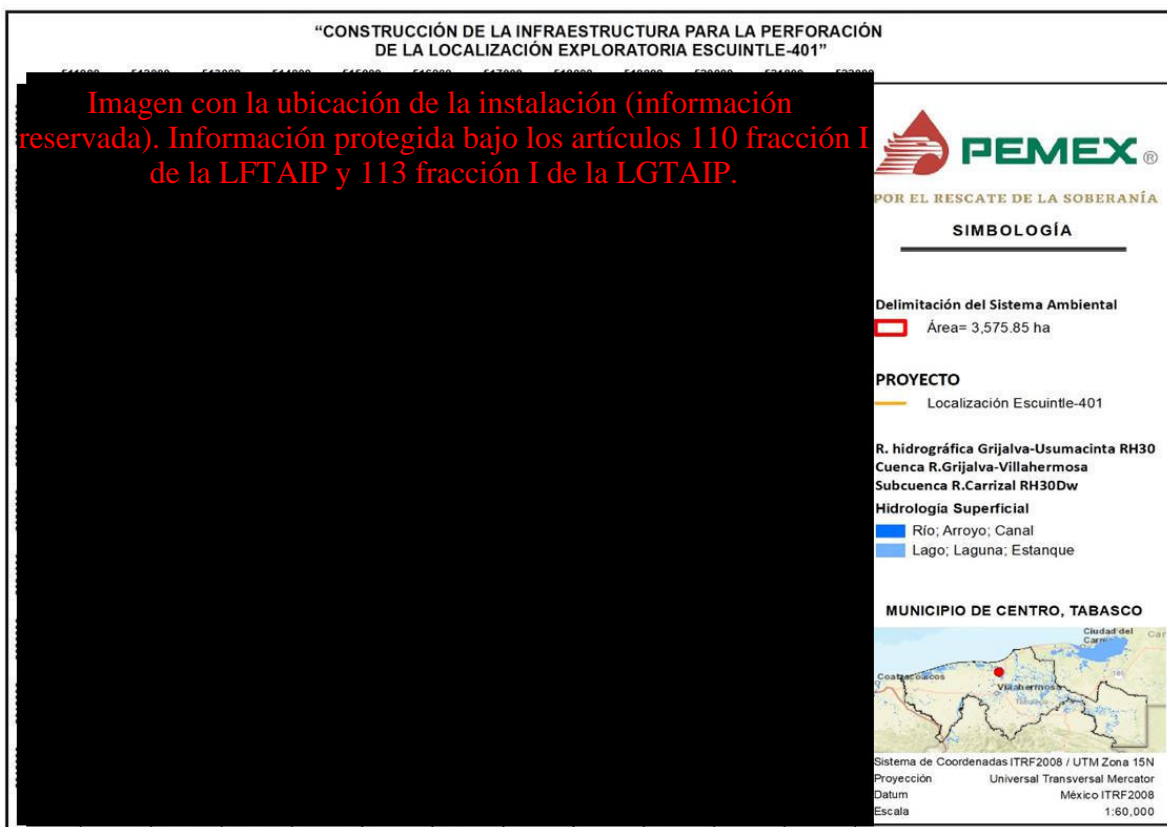 “CONSTRUCCIÓN DE LA INFRAESTRUCTURA PARA LA PERFORACIÓN
DE LA LOCALIZACIÓN EXPLORATORIA ESCUINTLE-401”
Imagen con la ubicación de la instalación (información
reservada). Información protegida bajo los artículos 110 fracción I
de la LFTAIP y 113 fracción I de la LGTAIP.
PEMEX ®
POR EL RESCATE DE LA SOBERANÍA
SIMBOLOGÍA
Delimitación del Sistema Ambiental
Área= 3,575.85 ha
PROYECTO
Localización Escuintle-401
R. hidrográfica Grijalva-Usumacinta RH30
Cuenca R.Grijalva-Villahermosa
Subcuenca R.Carrizal RH30Dw
Hidrología Superficial
Río; Arroyo; Canal
Lago; Laguna; Estanque
MUNICIPIO DE CENTRO, TABASCO
Ciudad del
Coatzacoalcos
Villahermosa
Sistema de Coordenadas ITRF2008 / UTM Zona 15N
Proyección Universal Transversal Mercator
Datum México ITRF2008
Escala 1:60,000